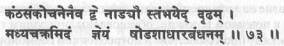 कंठसंकोचनेनैव द्वे नाड्यौ स्तंभयेद् दृढम् ।
मध्यचक्रमिदं ज्ञेयं षोडशाधारबंधनम् ।। ७३ ।।